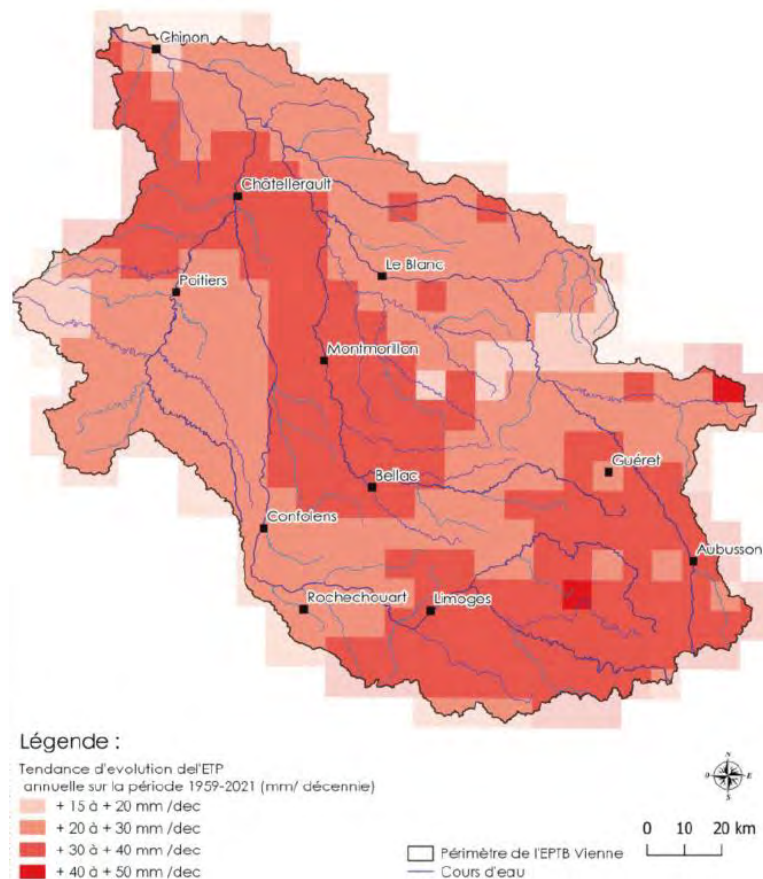 Chinon
Châtellerault
Le Blanc
Poitiers
Montmorillon
Guéret
Bellac
Confolens
Aubusson
Rochechouart
Limoges
Légende :
Tendance d'evolution del'ETP
annuelle sur la période 1959-2021 (mm/ décennie)
+ 15 à + 20 mm /dec
+ 20 à + 30 mm /dec
+ 30 à + 40 mm /dec
+ 40 à + 50 mm /dec
N
O E
S
0 10 20 km
Périmètre de l'EPTB Vienne
Cours d'eau